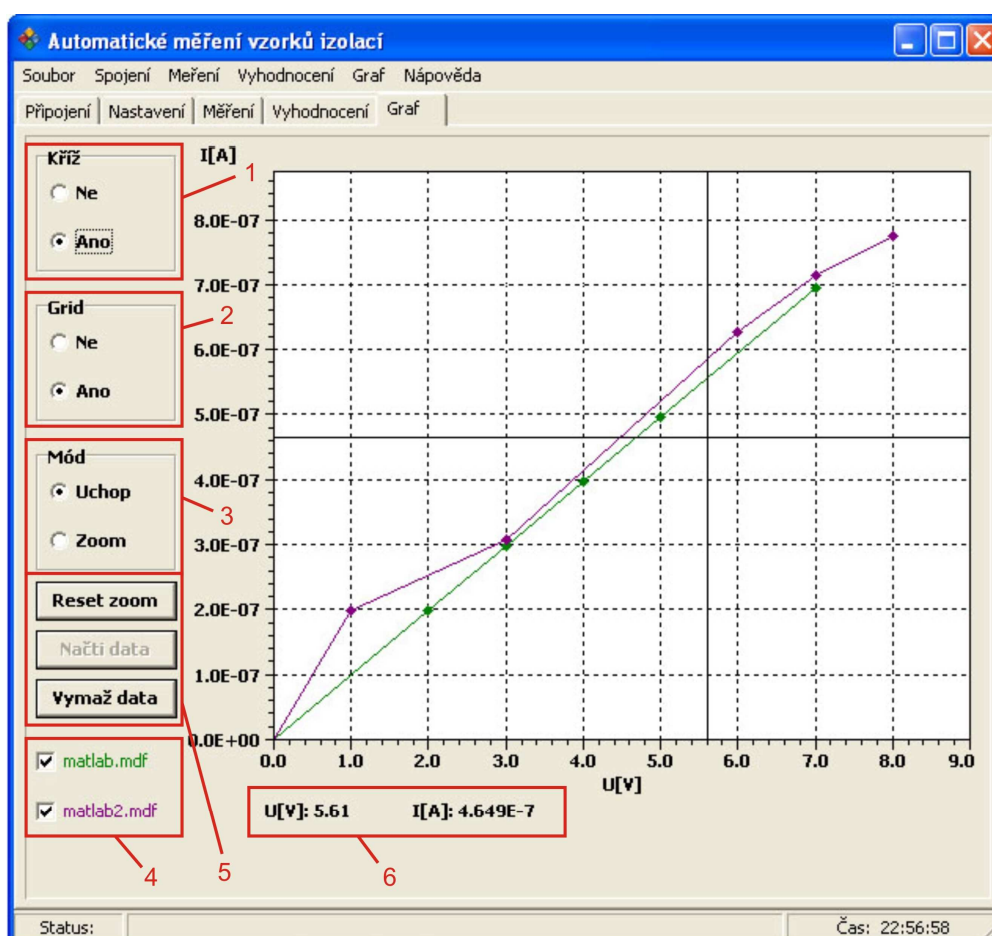 Automatické měření vzorků izolací
Soubor Spojení Meření Vyhodnocení Graf Nápověda
Připojení Nastavení Měření Vyhodnocení Graf
Kříž
Ne
Ano
1
Grid
Ne
Ano
2
Mód
Uchop
Zoom
3
Reset zoom
Načti data
Vymaž data
5
matlab.mdf
matlab2.mdf
4
I[A]
8.0E-07
7.0E-07
6.0E-07
5.0E-07
4.0E-07
3.0E-07
2.0E-07
1.0E-07
0.0E+00
0.0 1.0 2.0 3.0 4.0 5.0 6.0 7.0 8.0 9.0
U[V]
U[V]: 5.61 I[A]: 4.649E-7
6
Status: Čas: 22:56:58